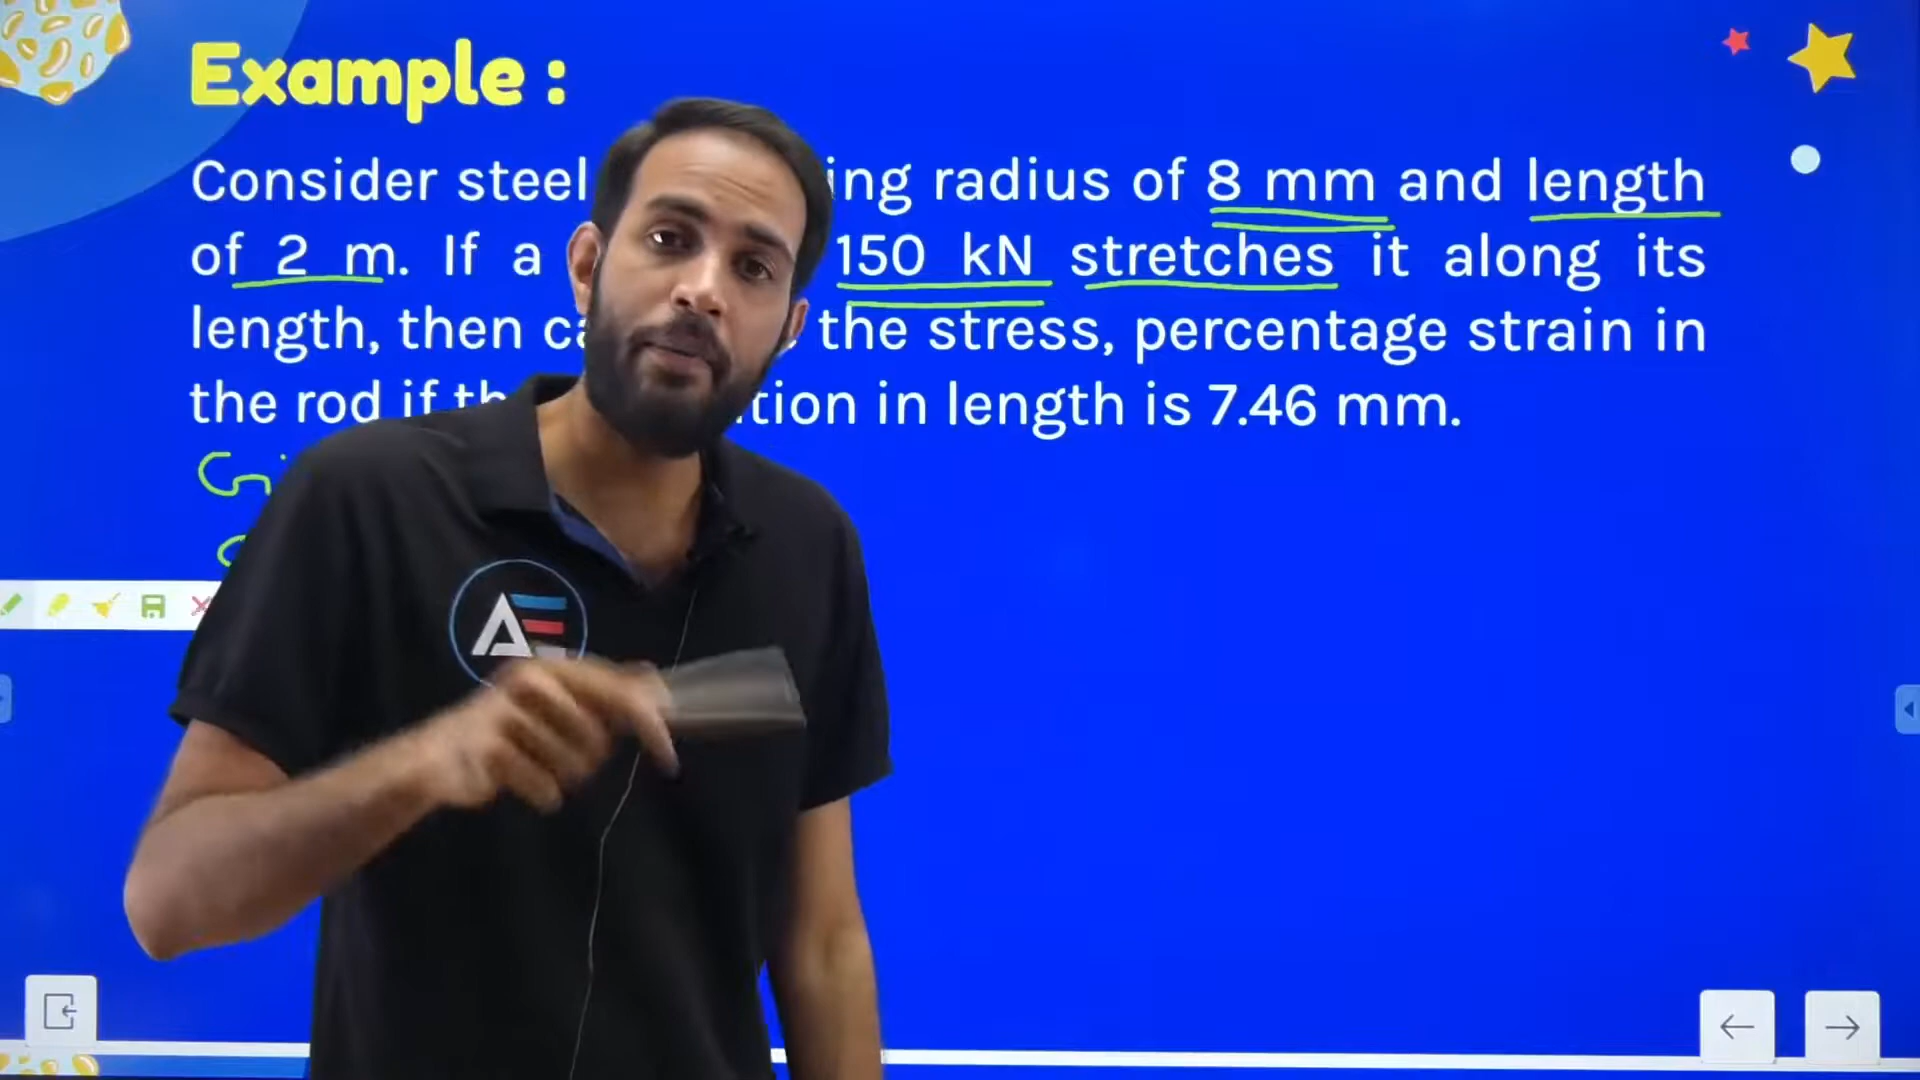 Example :
Consider steel ing radius of 8 mm and length
of 2 m. If a 150 kN stretches it along its
length, then ca the stress, percentage strain in
the rod if th tion in length is 7.46 mm.
Gi
AE